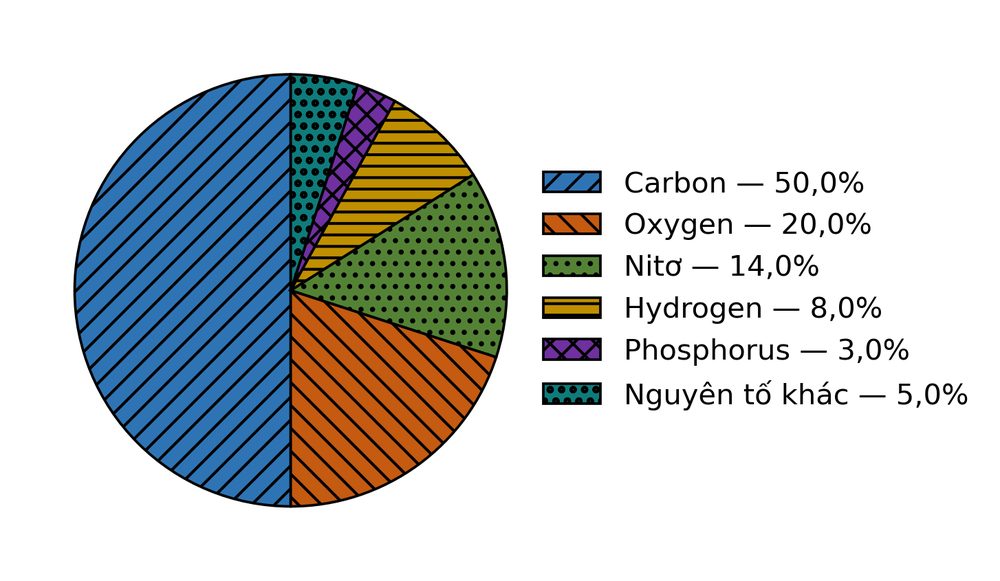 Carbon — 50,0%
Oxygen — 20,0%
Nitơ — 14,0%
Hydrogen — 8,0%
Phosphorus — 3,0%
Nguyên tố khác — 5,0%